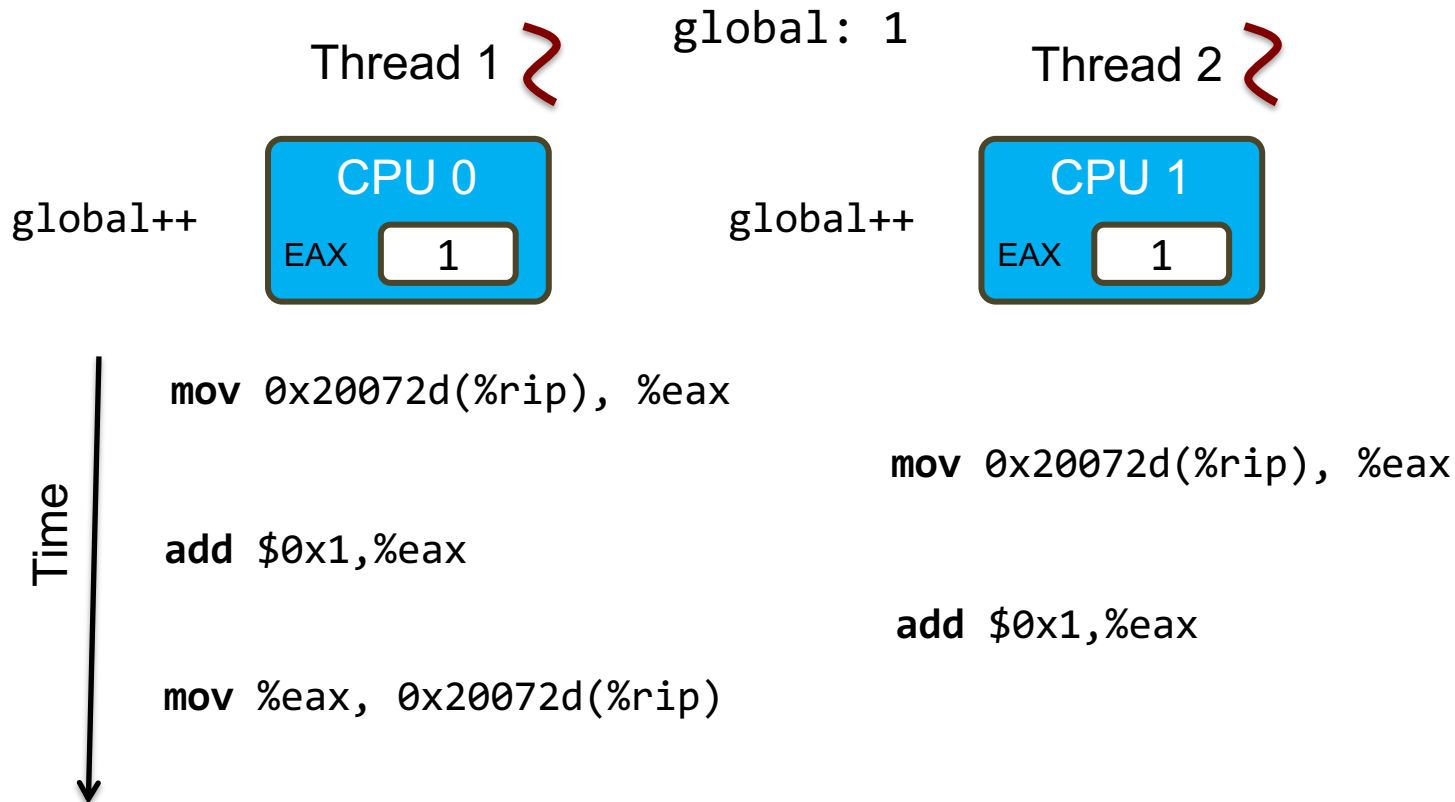 global: 1
Thread 1
Thread 2
CPU 0
CPU 1
global++
EAX 1
global++
EAX 1
Time
mov 0x20072d(%rip), %eax
mov 0x20072d(%rip), %eax
add $0x1,%eax
add $0x1,%eax
mov %eax, 0x20072d(%rip)